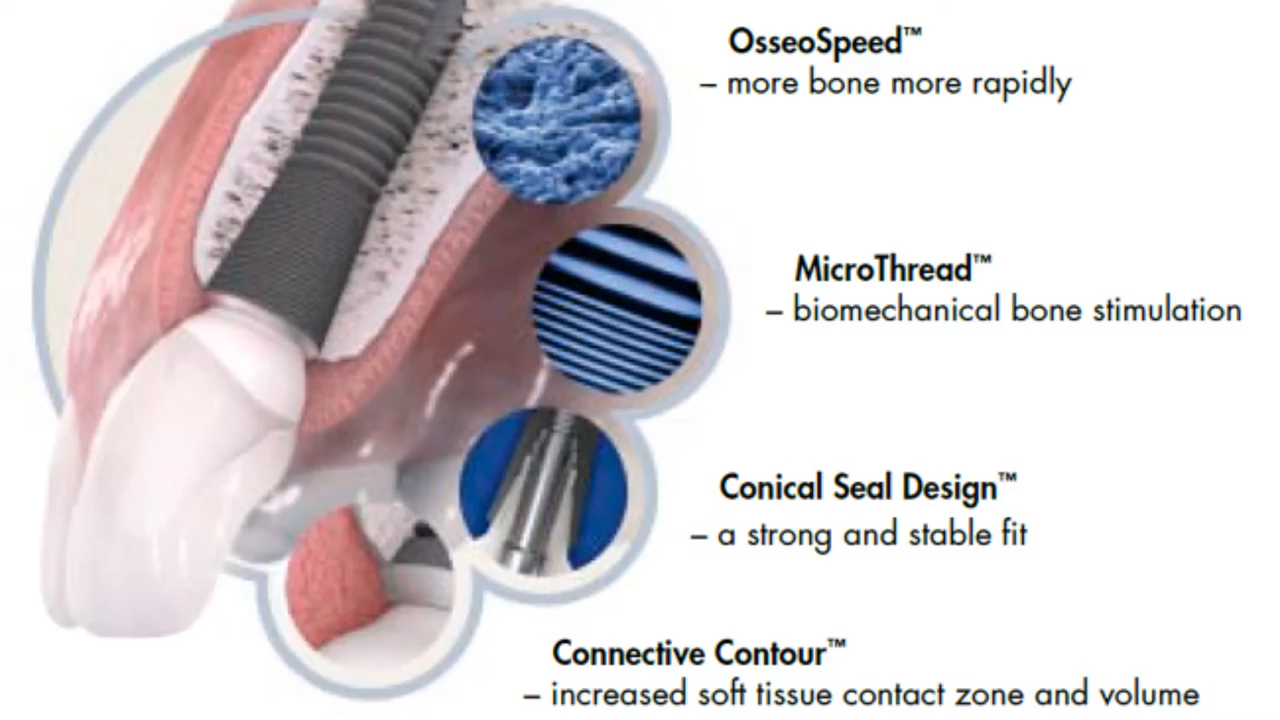 OsseoSpeed™
– more bone more rapidly
MicroThread™
– biomechanical bone stimulation
Conical Seal Design™
– a strong and stable fit
Connective Contour™
– increased soft tissue contact zone and volume